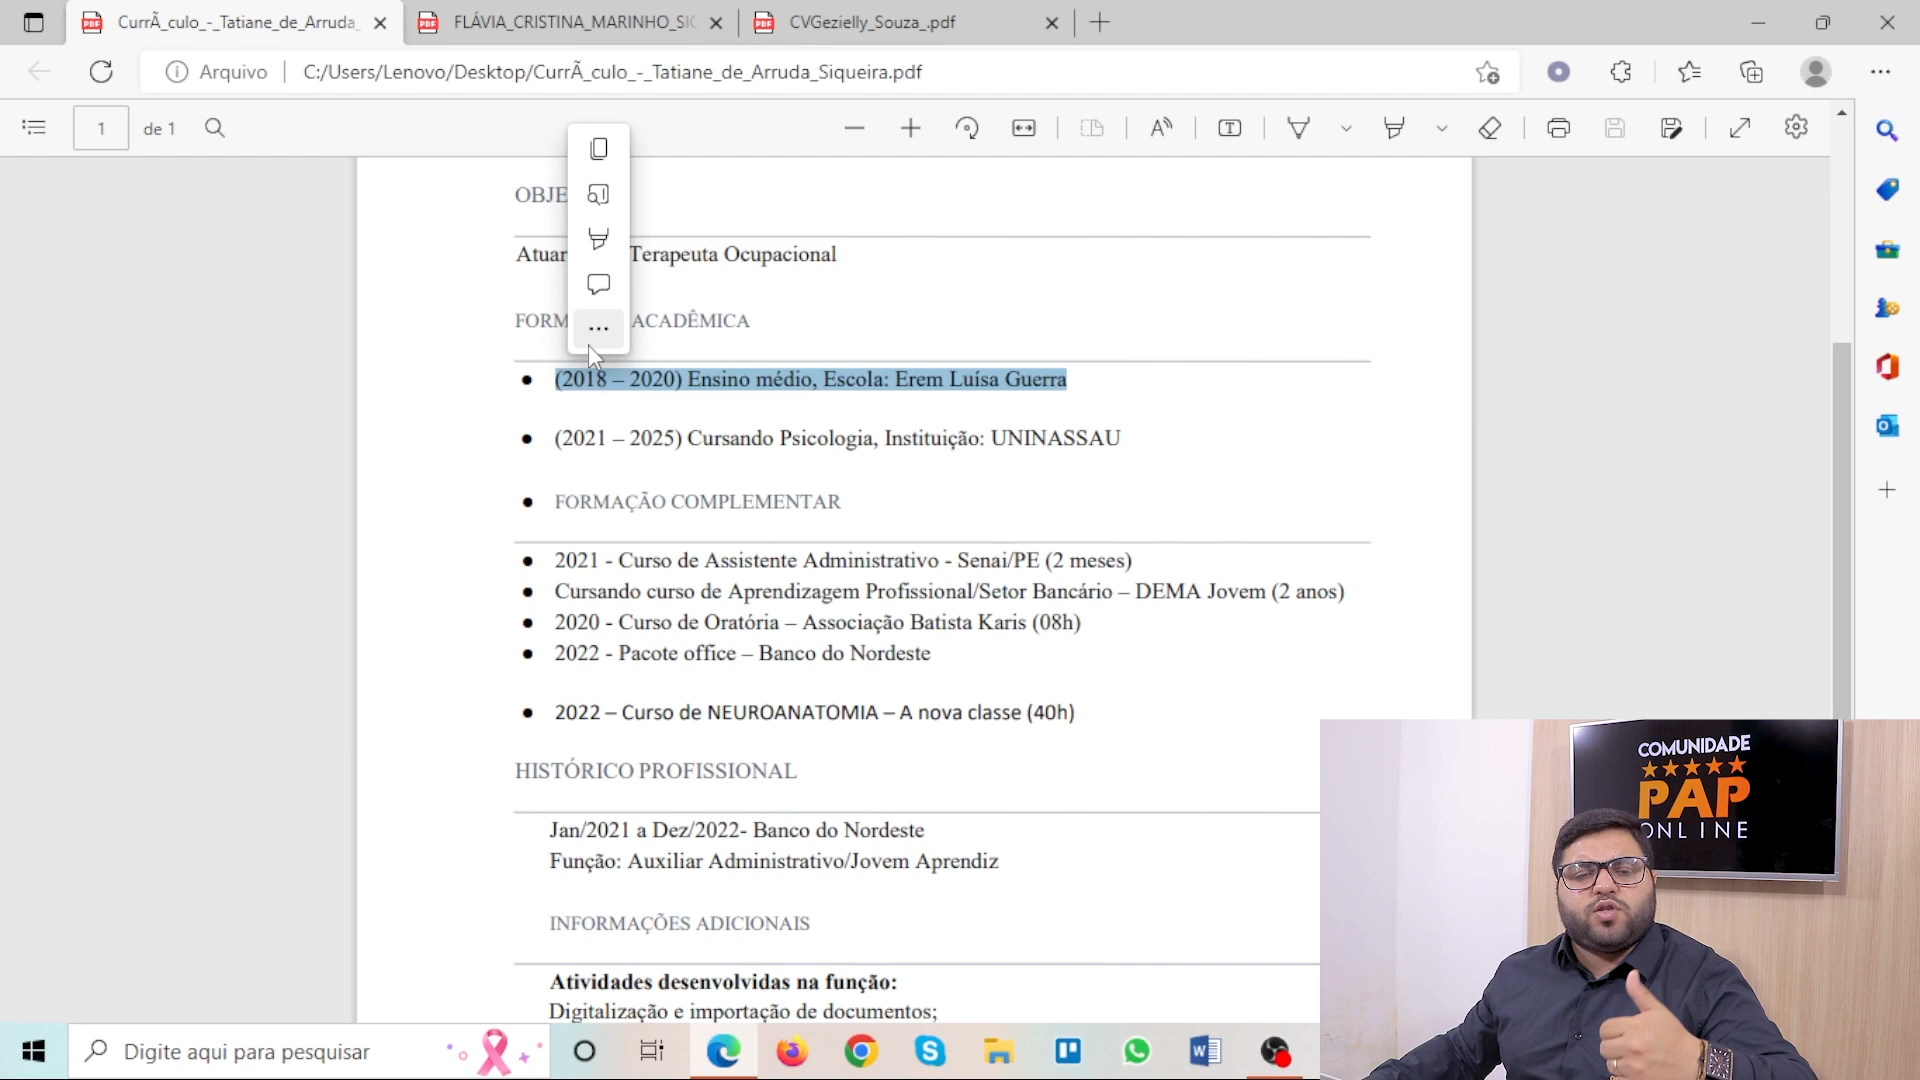 CurrÃ_culo_-_Tatiane_de_Arruda_
FLÁVIA_CRISTINA_MARINHO_SIQ
CVGezielly_Souza_.pdf
Arquivo
C:/Users/Lenovo/Desktop/CurrÃ_culo_-_Tatiane_de_Arruda_Siqueira.pdf
1
de 1
OBJE
Atuar
Terapeuta Ocupacional
FORM
ACADÊMICA
(2018 – 2020) Ensino médio, Escola: Erem Luísa Guerra
(2021 – 2025) Cursando Psicologia, Instituição: UNINASSAU
FORMAÇÃO COMPLEMENTAR
2021 - Curso de Assistente Administrativo - Senai/PE (2 meses)
Cursando curso de Aprendizagem Profissional/Setor Bancário – DEMA Jovem (2 anos)
2020 - Curso de Oratória – Associação Batista Karis (08h)
2022 - Pacote office – Banco do Nordeste
2022 – Curso de NEUROANATOMIA – A nova classe (40h)
HISTÓRICO PROFISSIONAL
Jan/2021 a Dez/2022- Banco do Nordeste
Função: Auxiliar Administrativo/Jovem Aprendiz
INFORMAÇÕES ADICIONAIS
Atividades desenvolvidas na função:
Digitalização e importação de documentos;
COMUNIDADE
PAP
ONLINE
Digite aqui para pesquisar